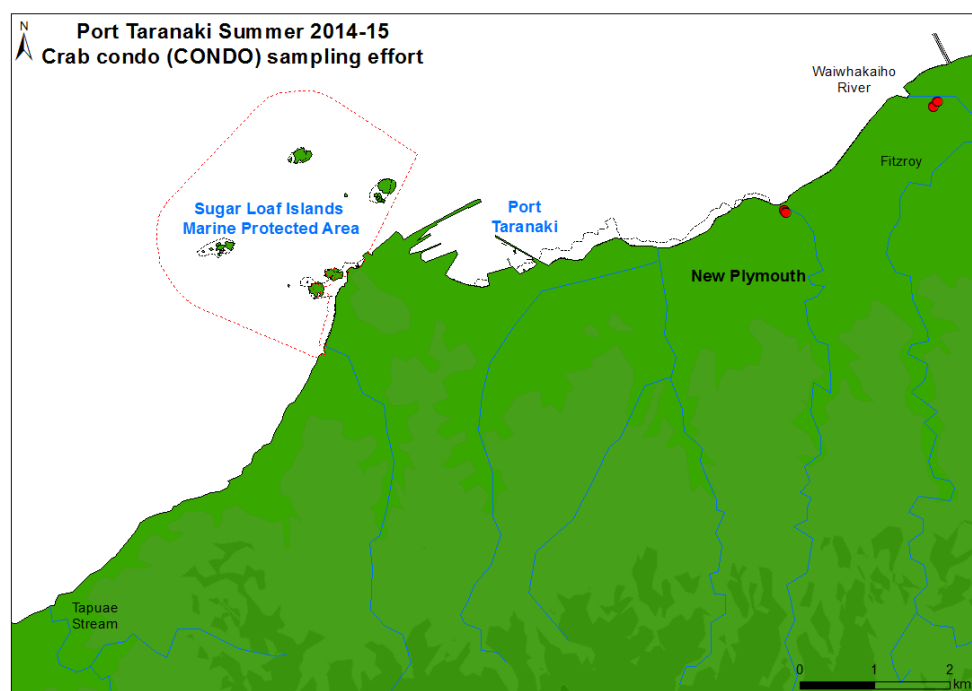 N
Port Taranaki Summer 2014-15
Crab condo (CONDO) sampling effort
Waiwhakaiho
River
Fitzroy
Sugar Loaf Islands
Marine Protected Area
Port
Taranaki
New Plymouth
Tapuae
Stream
0 1 2
km